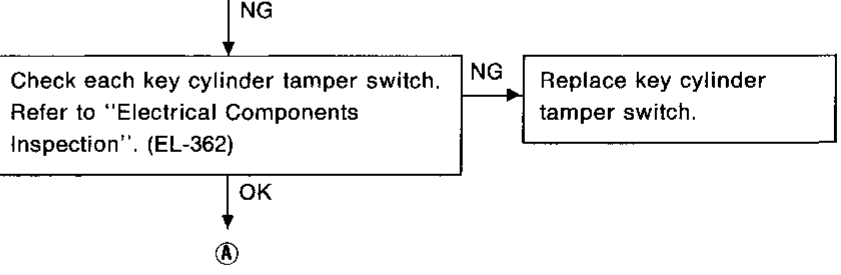 NG
Check each key cylinder tamper switch.
Refer to "Electrical Components
Inspection". (EL-362)
NG
Replace key cylinder
tamper switch.
OK
A